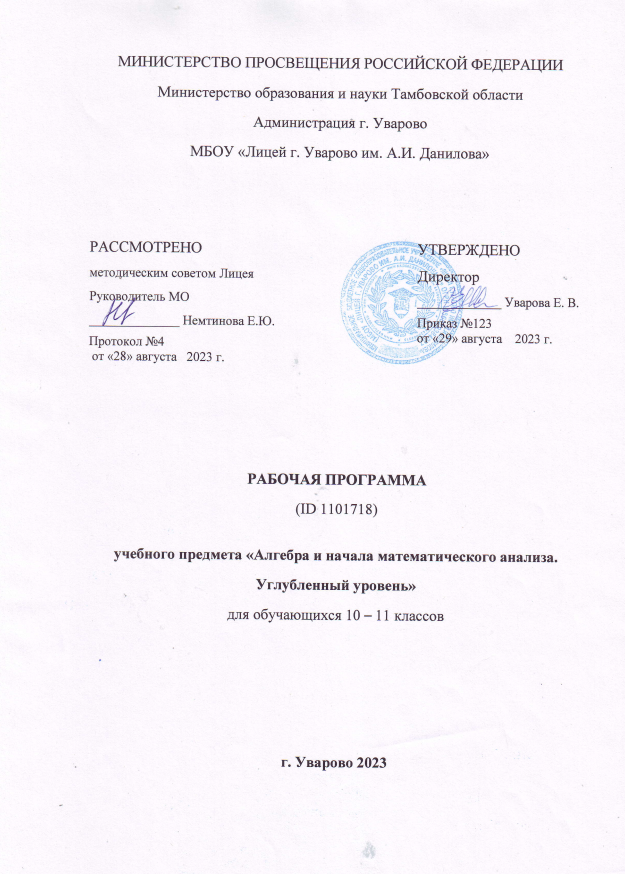 МИНИСТЕРСТВО ПРОСВЕЩЕНИЯ РОССИЙСКОЙ ФЕДЕРАЦИИ
Министерство образования и науки Тамбовской области
Администрация г. Уварово
МБОУ «Лицей г. Уварово им. А.И. Данилова»
РАССМОТРЕНО
методическим советом Лицея
Руководитель МО
______________ Немтинова Е.Ю.
Протокол №4
от «28» августа 2023 г.
УТВЕРЖДЕНО
Директор
_____________ Уварова Е. В.
Приказ №123
от «29» августа 2023 г.
РАБОЧАЯ ПРОГРАММА
(ID 1101718)
учебного предмета «Алгебра и начала математического анализа.
Углубленный уровень»
для обучающихся 10 – 11 классов
г. Уварово 2023